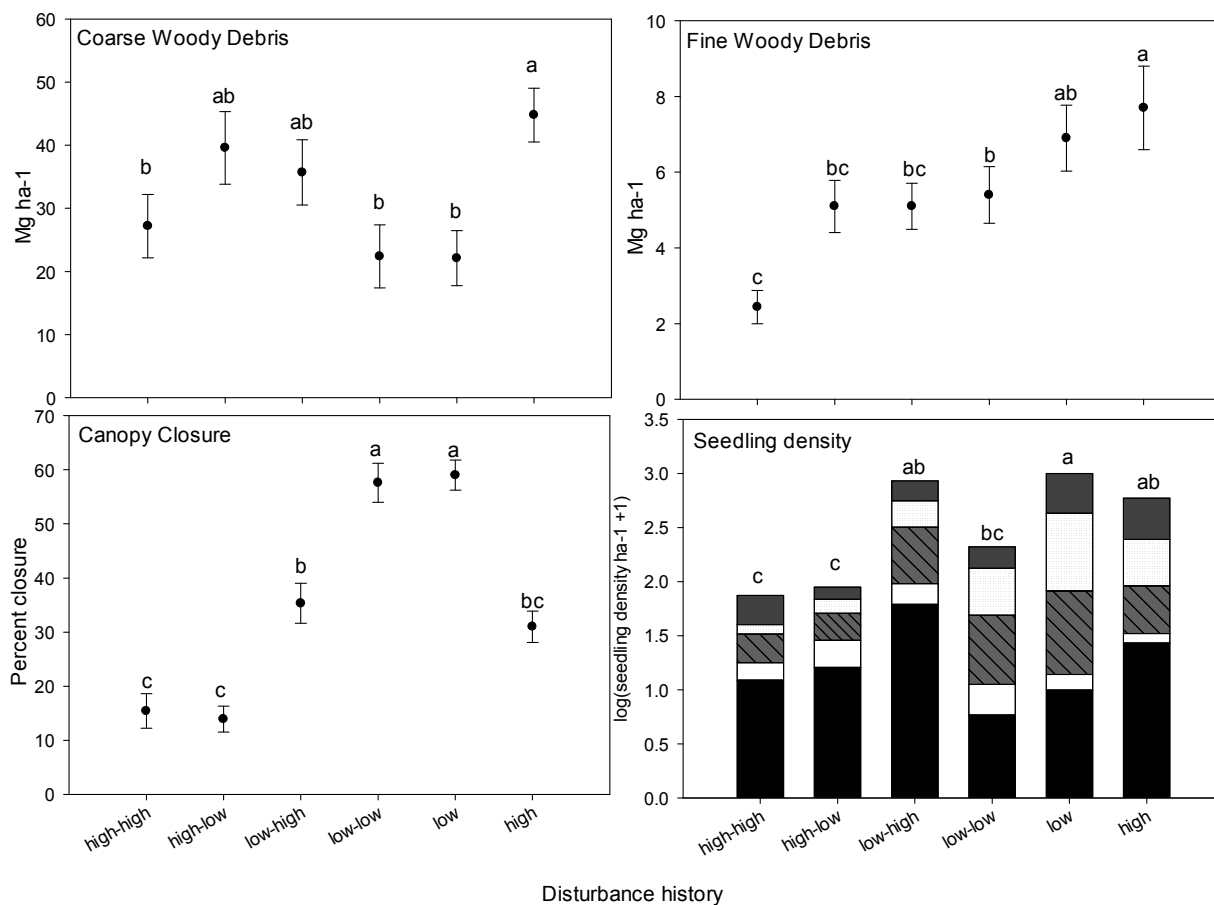 Coarse Woody Debris
Mg ha-1
60
50
40
30
20
10
0
b
ab
ab
b
b
a
Fine Woody Debris
Mg ha-1
10
8
6
4
2
0
c
bc
bc
b
ab
a
Canopy Closure
Percent closure
70
60
50
40
30
20
10
0
c
c
b
a
a
bc
high-high
high-low
low-high
low-low
low
high
Seedling density
log(seedling density ha-1 +1)
3.5
3.0
2.5
2.0
1.5
1.0
0.5
0.0
c
c
ab
bc
a
ab
high-high
high-low
low-high
low-low
low
high
Disturbance history